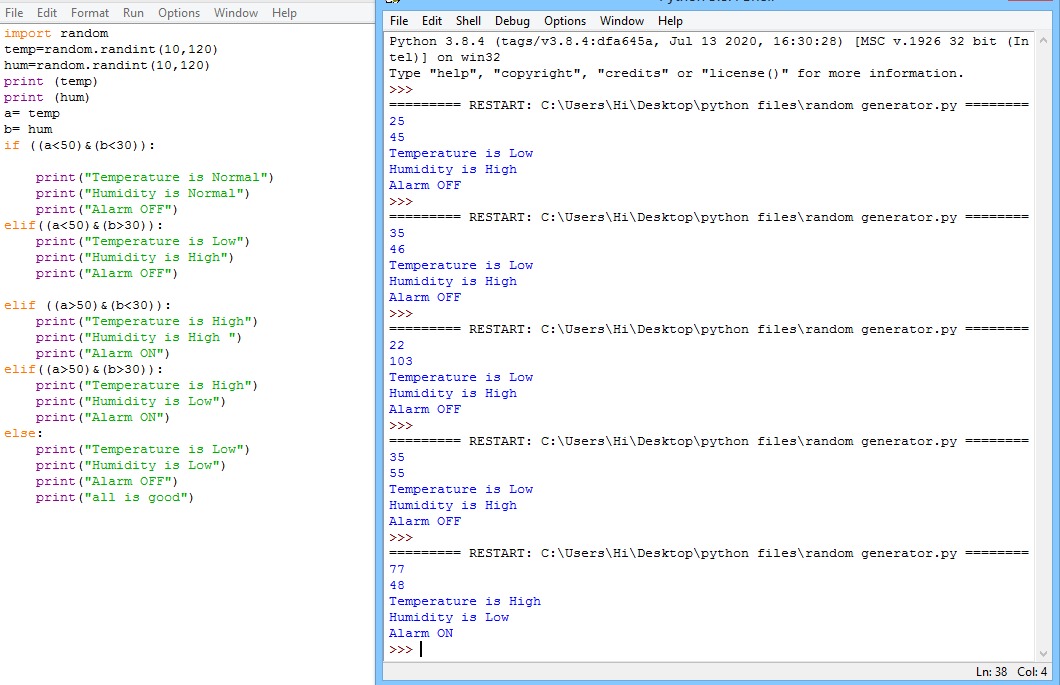 File Edit Format Run Options Window Help
import random
temp=random.randint(10,120)
hum=random.randint(10,120)
print (temp)
print (hum)
a= temp
b= hum
if ((a<50)&(b<30)):
print("Temperature is Normal")
print("Humidity is Normal")
print("Alarm OFF")
elif((a<50)&(b>30)):
print("Temperature is Low")
print("Humidity is High")
print("Alarm OFF")
elif ((a>50)&(b<30)):
print("Temperature is High")
print("Humidity is High ")
print("Alarm ON")
elif((a>50)&(b>30)):
print("Temperature is High")
print("Humidity is Low")
print("Alarm ON")
else:
print("Temperature is Low")
print("Humidity is Low")
print("Alarm OFF")
print("all is good")
File Edit Shell Debug Options Window Help
Python 3.8.4 (tags/v3.8.4:dfa645a, Jul 13 2020, 16:30:28) [MSC v.1926 32 bit (In
tel)] on win32
Type "help", "copyright", "credits" or "license()" for more information.
>>>
========= RESTART: C:\Users\Hi\Desktop\python files\random generator.py ========
25
45
Temperature is Low
Humidity is High
Alarm OFF
>>>
========= RESTART: C:\Users\Hi\Desktop\python files\random generator.py ========
35
46
Temperature is Low
Humidity is High
Alarm OFF
>>>
========= RESTART: C:\Users\Hi\Desktop\python files\random generator.py ========
22
103
Temperature is Low
Humidity is High
Alarm OFF
>>>
========= RESTART: C:\Users\Hi\Desktop\python files\random generator.py ========
35
55
Temperature is Low
Humidity is High
Alarm OFF
>>>
========= RESTART: C:\Users\Hi\Desktop\python files\random generator.py ========
77
48
Temperature is High
Humidity is Low
Alarm ON
>>>
Ln: 38 Col: 4